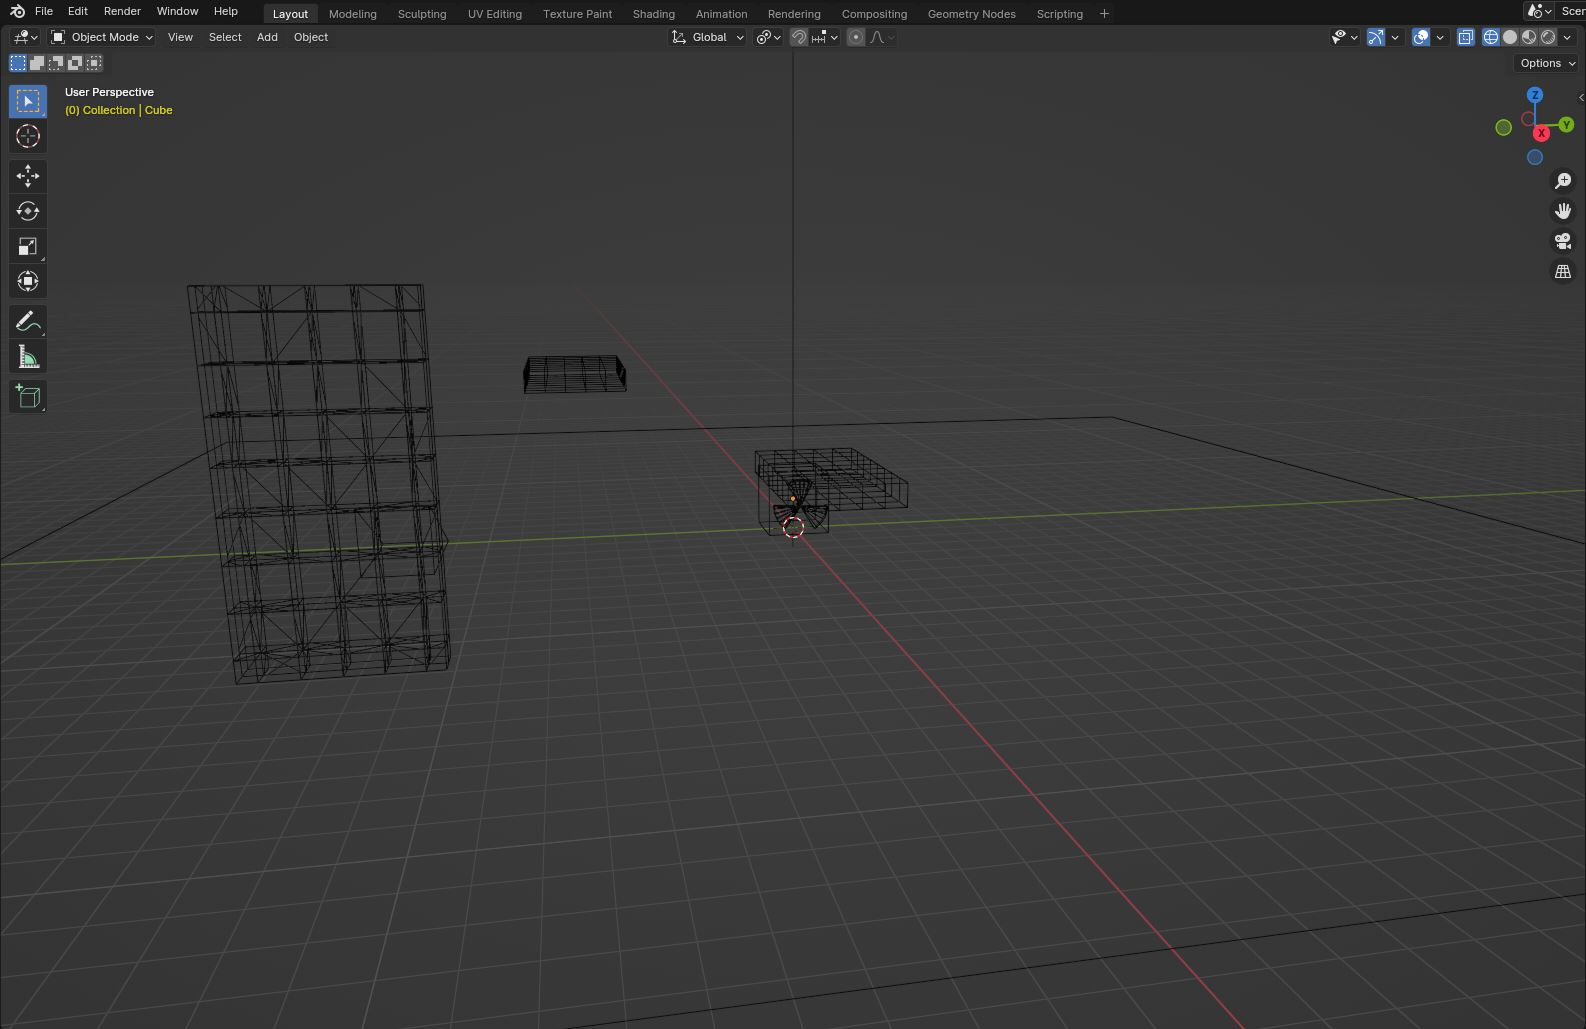 File Edit Render Window Help Layout Modeling Sculpting UV Editing Texture Paint Shading Animation Rendering Compositing Geometry Nodes Scripting + Scer
Object Mode View Select Add Object Global
Options
User Perspective
(0) Collection | Cube
Z
Y
X